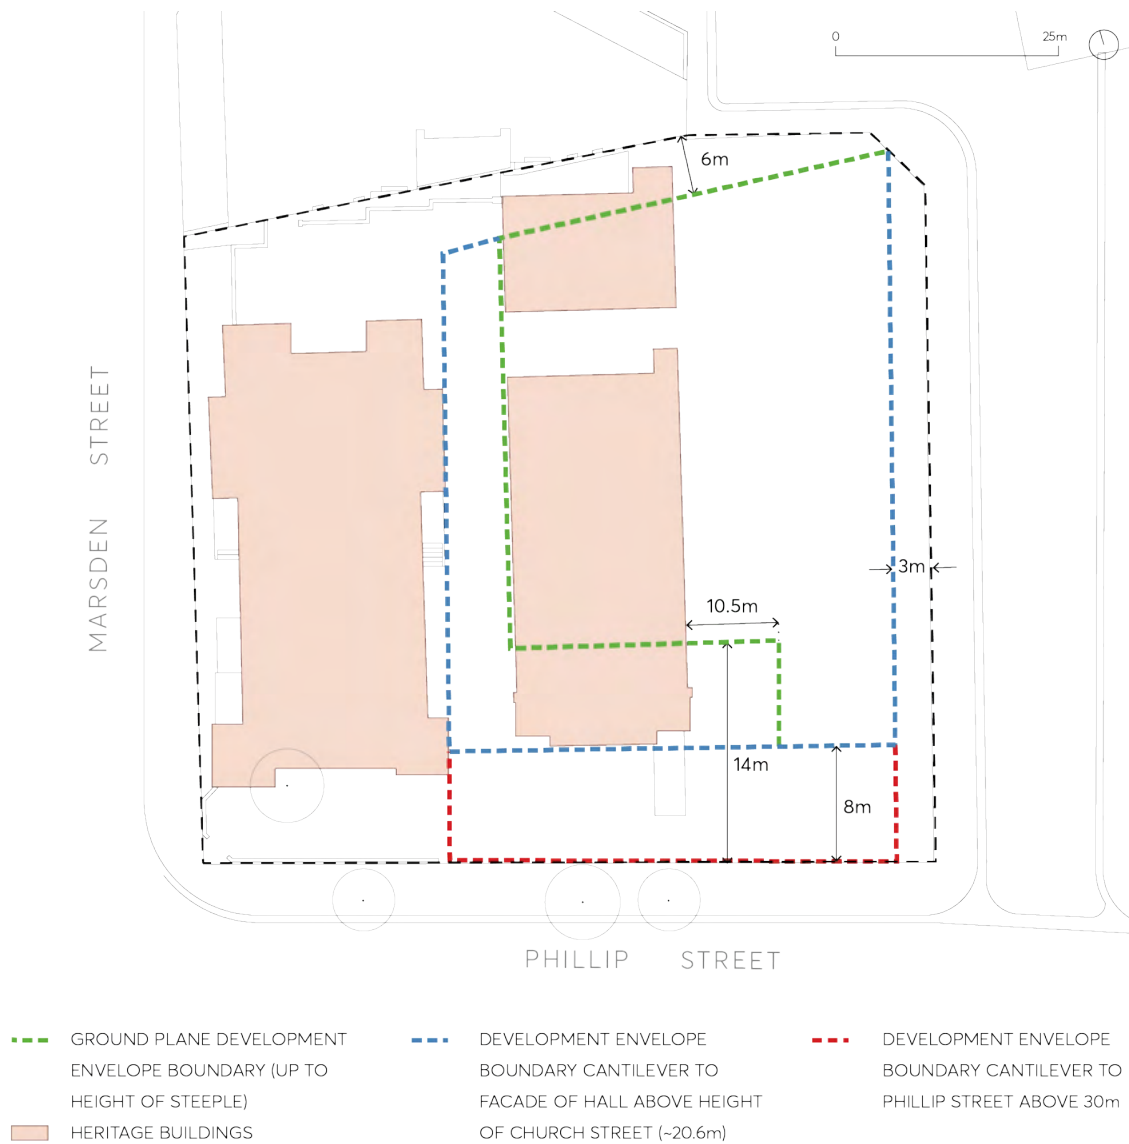 0 25m
6m
MARSDEN STREET
3m
10.5m
14m
8m
PHILLIP STREET
GROUND PLANE DEVELOPMENT
ENVELOPE BOUNDARY (UP TO
HEIGHT OF STEEPLE)
HERITAGE BUILDINGS
DEVELOPMENT ENVELOPE
BOUNDARY CANTILEVER TO
FACADE OF HALL ABOVE HEIGHT
OF CHURCH STREET (~20.6m)
DEVELOPMENT ENVELOPE
BOUNDARY CANTILEVER TO
PHILLIP STREET ABOVE 30m